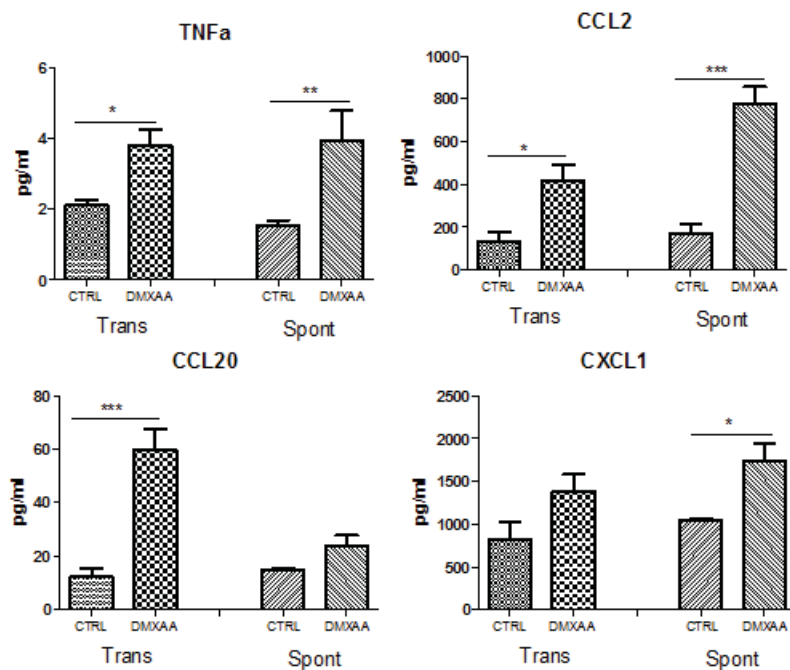 TNFa
6
4
2
0
pg/ml
*
**
CTRL DMXAA CTRL DMXAA
Trans Spont
CCL2
1000
800
600
400
200
0
pg/ml
*
***
CTRL DMXAA CTRL DMXAA
Trans Spont
CCL20
80
60
40
20
0
pg/ml
***
CTRL DMXAA CTRL DMXAA
Trans Spont
CXCL1
2500
2000
1500
1000
500
0
pg/ml
*
CTRL DMXAA CTRL DMXAA
Trans Spont